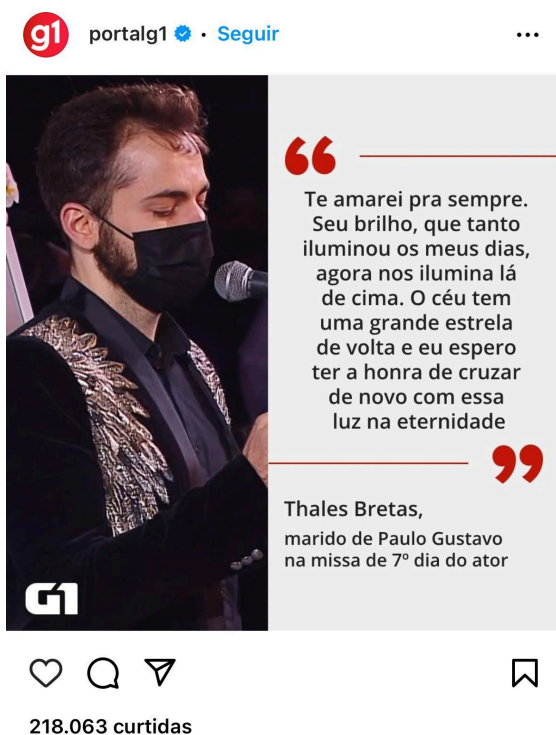 g1 portalg1 • Seguir
“
Te amarei pra sempre.
Seu brilho, que tanto
iluminou os meus dias,
agora nos ilumina lá
de cima. O céu tem
uma grande estrela
de volta e eu espero
ter a honra de cruzar
de novo com essa
luz na eternidade
”
Thales Bretas,
marido de Paulo Gustavo
na missa de 7º dia do ator
G1
218.063 curtidas